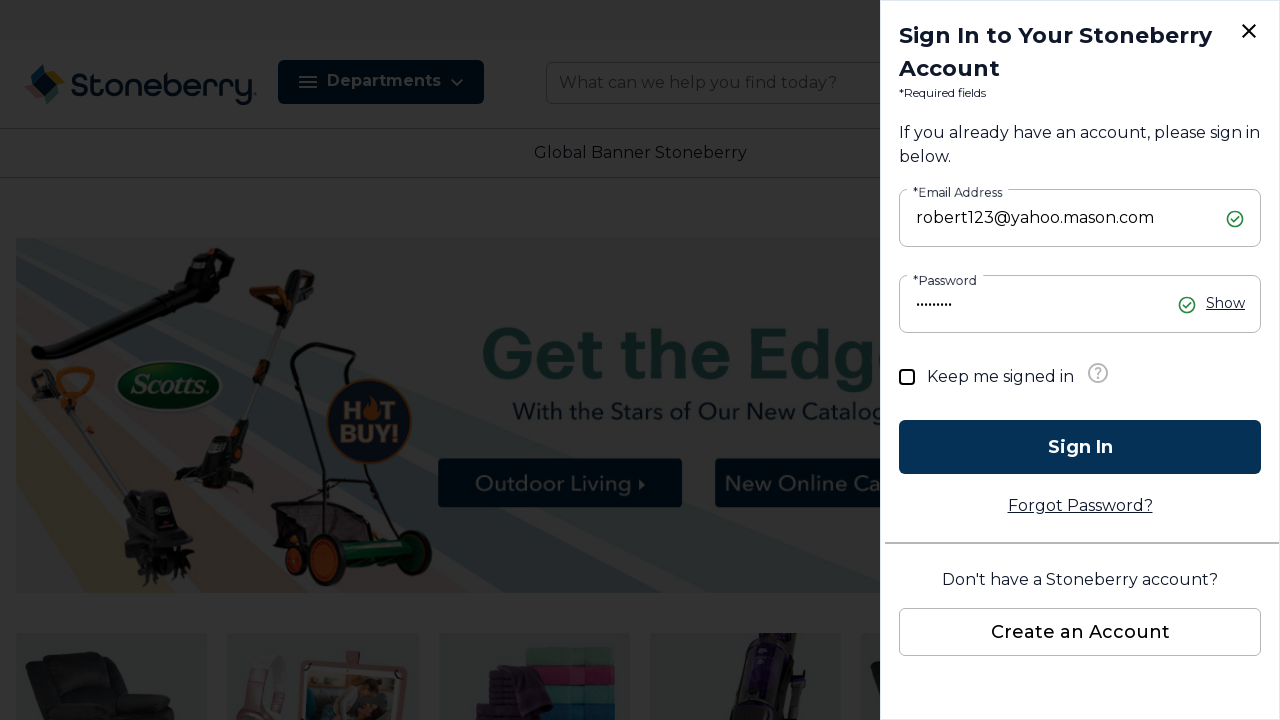 Stoneberry
Departments
What can we help you find today?
Global Banner Stoneberry
Scotts
HOT
BUY!
Get the Edg
With the Stars of Our New Catalog
Outdoor Living
New Online Ca
Sign In to Your Stoneberry
Account
*Required fields
If you already have an account, please sign in
below.
*Email Address
robert123@yahoo.mason.com
*Password
•••••••••
Show
Keep me signed in
Sign In
Forgot Password?
Don't have a Stoneberry account?
Create an Account